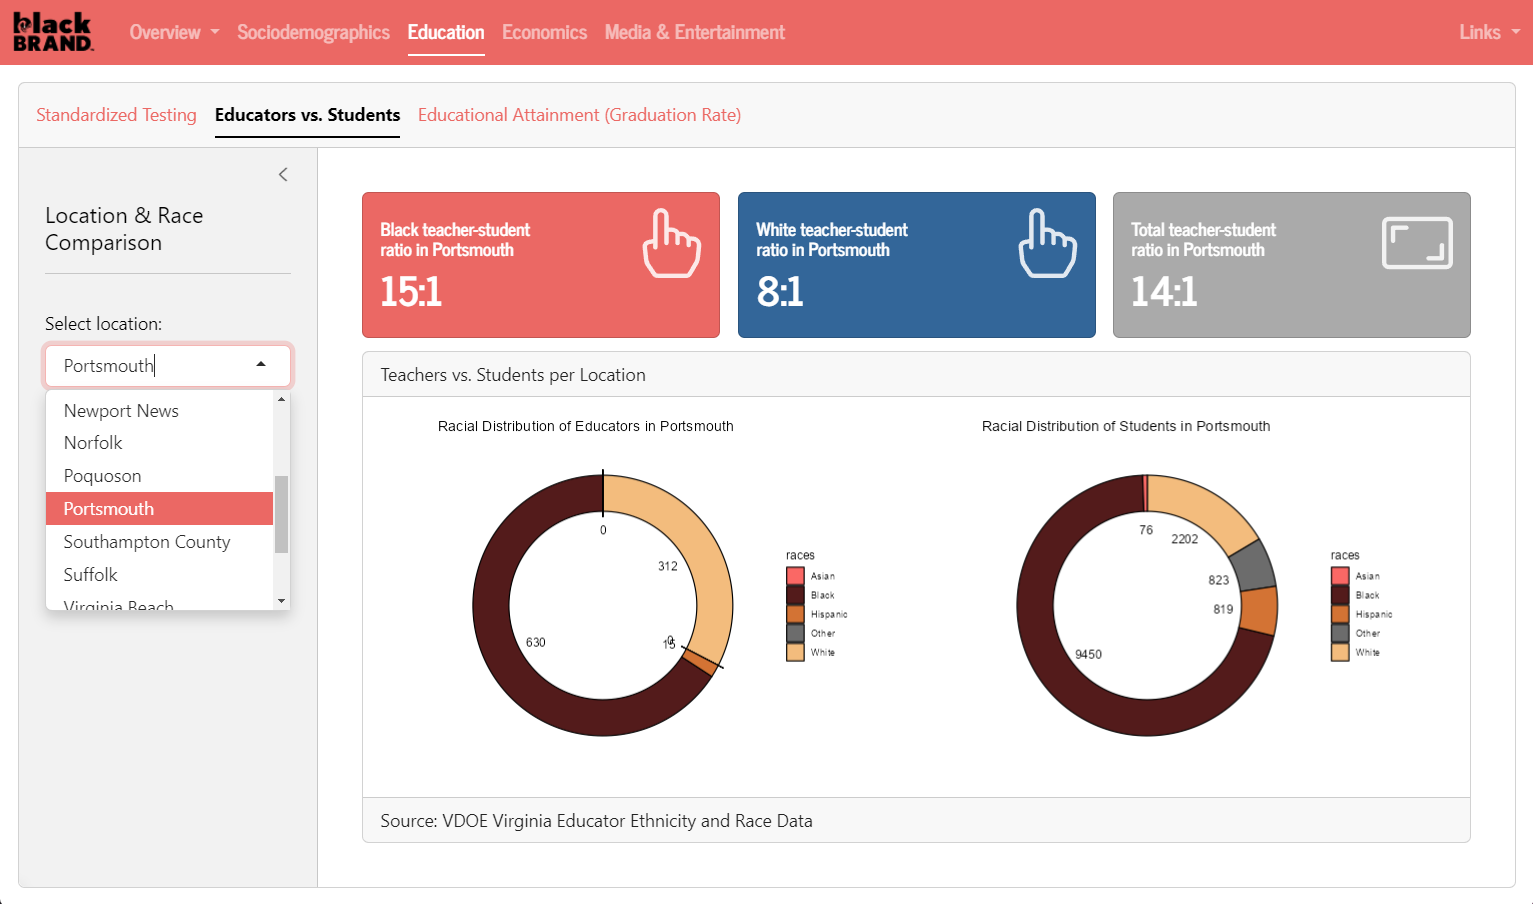 black
BRAND
Overview
Sociodemographics
Education
Economics
Media & Entertainment
Links
Standardized Testing
Educators vs. Students
Educational Attainment (Graduation Rate)
Location & Race
Comparison
Select location:
Portsmouth
Newport News
Norfolk
Poquoson
Portsmouth
Southampton County
Suffolk
Virginia Beach
Black teacher-student
ratio in Portsmouth
15:1
White teacher-student
ratio in Portsmouth
8:1
Total teacher-student
ratio in Portsmouth
14:1
Teachers vs. Students per Location
Racial Distribution of Educators in Portsmouth
0
312
0
15
630
races
Asian
Black
Hispanic
Other
White
Racial Distribution of Students in Portsmouth
76
2202
823
819
9450
races
Asian
Black
Hispanic
Other
White
Source: VDOE Virginia Educator Ethnicity and Race Data